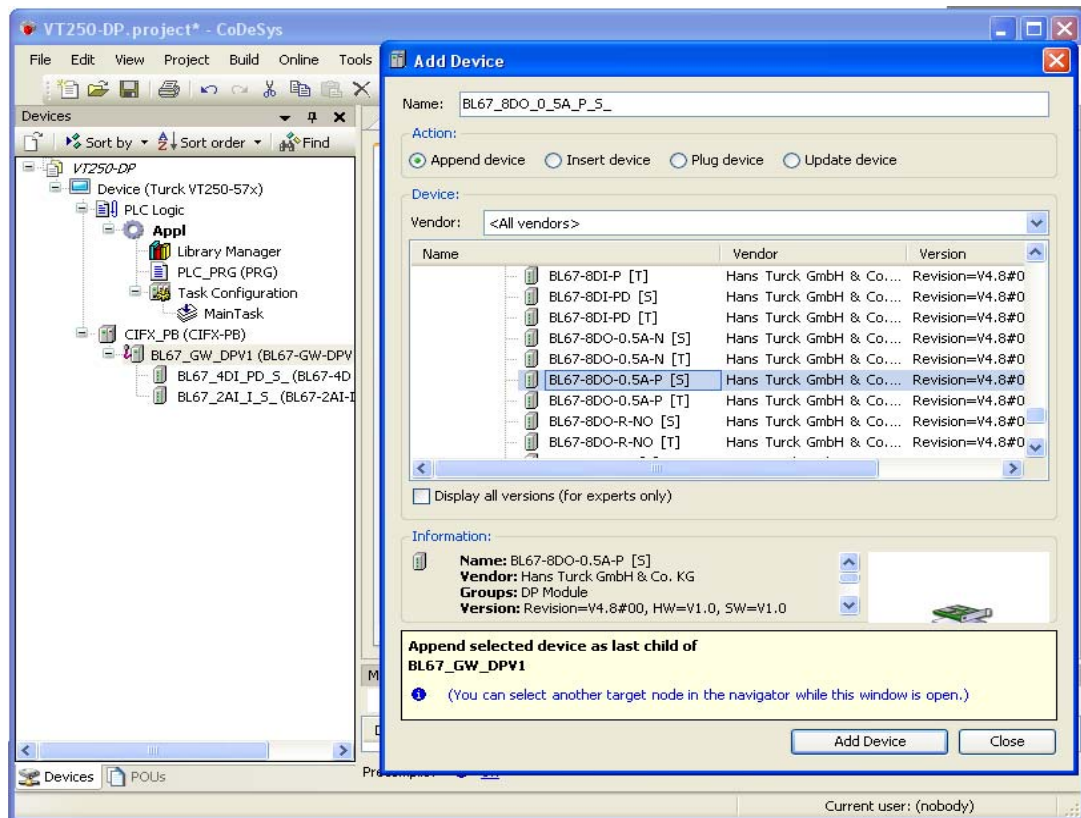 VT250-DP.project* - CoDeSys
File Edit View Project Build Online Tools
Devices
Sort by Sort order Find
VT250-DP
Device (Turck VT250-57x)
PLC Logic
Appl
Library Manager
PLC_PRG (PRG)
Task Configuration
MainTask
CIFX_PB (CIFX-PB)
BL67_GW_DPV1 (BL67-GW-DPV
BL67_4DI_PD_S_ (BL67-4D
BL67_2AI_I_S_ (BL67-2AI-I
Devices POUs
Add Device
Name: BL67_8DO_0_5A_P_S_
Action:
Append device Insert device Plug device Update device
Device:
Vendor: <All vendors>
Name Vendor Version
BL67-8DI-P [T] Hans Turck GmbH & Co.... Revision=V4.8#0
BL67-8DI-PD [S] Hans Turck GmbH & Co.... Revision=V4.8#0
BL67-8DI-PD [T] Hans Turck GmbH & Co.... Revision=V4.8#0
BL67-8DO-0.5A-N [S] Hans Turck GmbH & Co.... Revision=V4.8#0
BL67-8DO-0.5A-N [T] Hans Turck GmbH & Co.... Revision=V4.8#0
BL67-8DO-0.5A-P [S] Hans Turck GmbH & Co.... Revision=V4.8#0
BL67-8DO-0.5A-P [T] Hans Turck GmbH & Co.... Revision=V4.8#0
BL67-8DO-R-NO [S] Hans Turck GmbH & Co.... Revision=V4.8#0
BL67-8DO-R-NO [T] Hans Turck GmbH & Co.... Revision=V4.8#0
Display all versions (for experts only)
Information:
Name: BL67-8DO-0.5A-P [S]
Vendor: Hans Turck GmbH & Co. KG
Groups: DP Module
Version: Revision=V4.8#00, HW=V1.0, SW=V1.0
Append selected device as last child of
BL67_GW_DPV1
(You can select another target node in the navigator while this window is open.)
Add Device Close
Current user: (nobody)